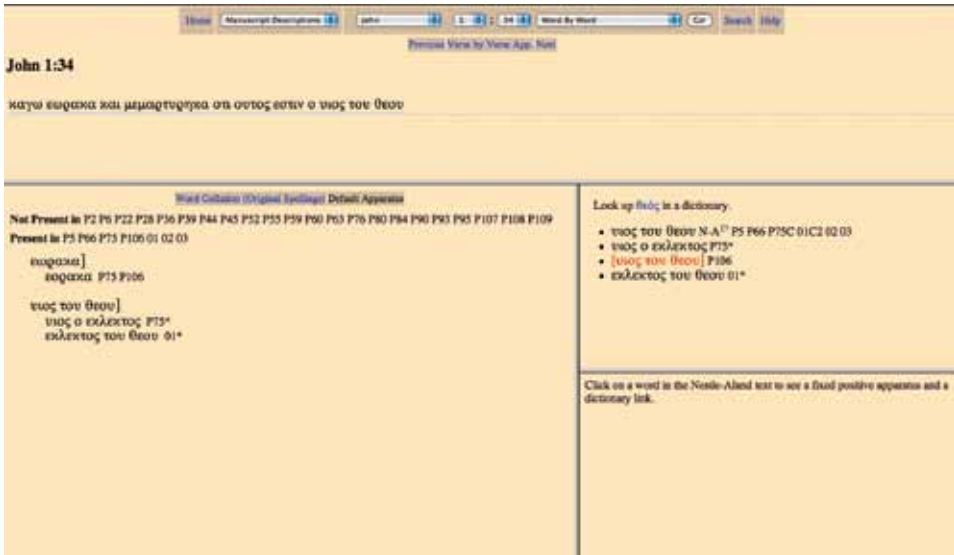 Home Manuscript Descriptions john 1 : 34 Word By Word Go Search Help
Previous Verse by Verse App. Next
John 1:34
καγω εωρακα και μεμαρτυρηκα οτι ουτος εστιν ο υιος του θεου
Word Collation (Original Spellings) Default Apparatus
Not Present in P2 P6 P22 P28 P36 P39 P44 P45 P52 P55 P59 P60 P63 P76 P80 P84 P90 P93 P95 P107 P108 P109
Present in P5 P66 P75 P106 01 02 03
εωρακα]
εορακα P75 P106
υιος του θεου]
υιος ο εκλεκτος P75*
εκλεκτος του θεου 01*
Look up θεός in a dictionary.
• υιος του θεου N-A27 P5 P66 P75C 01C2 02 03
• υιος ο εκλεκτος P75*
• [υιος του θεου] P106
• εκλεκτος του θεου 01*
Click on a word in the Nestle-Aland text to see a fixed positive apparatus and a
dictionary link.